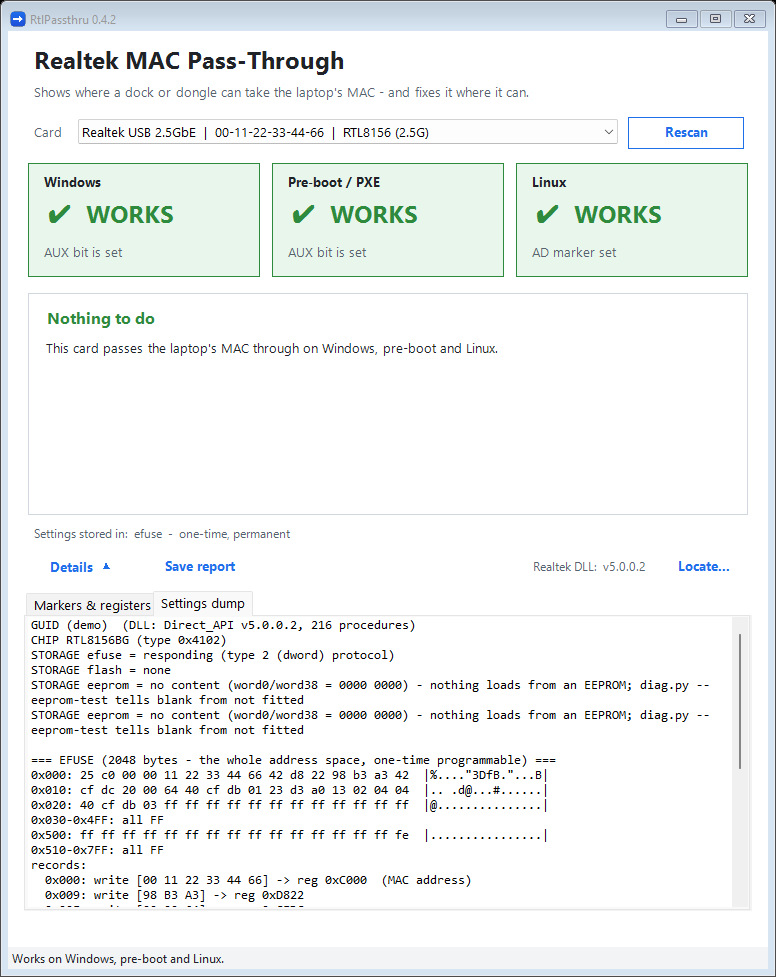 RtlPassthru 0.4.2
Realtek MAC Pass-Through
Shows where a dock or dongle can take the laptop's MAC - and fixes it where it can.
Card
Realtek USB 2.5GbE | 00-11-22-33-44-66 | RTL8156 (2.5G)
Rescan
Windows
✔ WORKS
AUX bit is set
Pre-boot / PXE
✔ WORKS
AUX bit is set
Linux
✔ WORKS
AD marker set
Nothing to do
This card passes the laptop's MAC through on Windows, pre-boot and Linux.
Settings stored in: efuse - one-time, permanent
Details ▲
Save report
Realtek DLL: v5.0.0.2
Locate...
Markers & registers
Settings dump
GUID (demo)  (DLL: Direct_API v5.0.0.2, 216 procedures)
CHIP RTL8156BG (type 0x4102)
STORAGE efuse = responding (type 2 (dword) protocol)
STORAGE flash = none
STORAGE eeprom = no content (word0/word38 = 0000 0000) - nothing loads from an EEPROM; diag.py --
eeprom-test tells blank from not fitted
STORAGE eeprom = no content (word0/word38 = 0000 0000) - nothing loads from an EEPROM; diag.py --
eeprom-test tells blank from not fitted
=== EFUSE (2048 bytes - the whole address space, one-time programmable) ===
0x000: 25 c0 00 00 11 22 33 44 66 42 d8 22 98 b3 a3 42  |%...."3DfB."...B|
0x010: cf dc 20 00 64 40 cf db 01 23 d3 a0 13 02 04 04  |.. .d@...#......|
0x020: 40 cf db 03 ff ff ff ff ff ff ff ff ff ff ff ff  |@...............|
0x030-0x4FF: all FF
0x500: ff ff ff ff ff ff ff ff ff ff ff ff ff ff ff fe  |................|
0x510-0x7FF: all FF
records:
0x000: write [00 11 22 33 44 66] -> reg 0xC000  (MAC address)
0x009: write [98 B3 A3] -> reg 0xD822
Works on Windows, pre-boot and Linux.